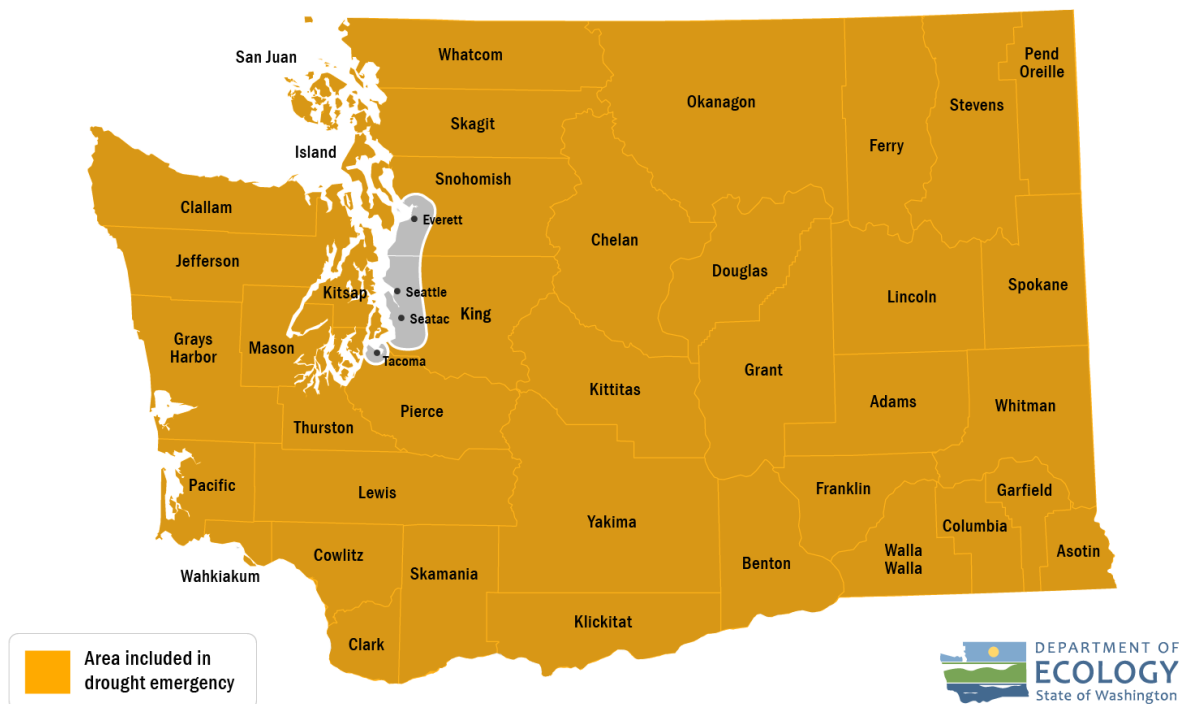 San Juan
Whatcom
Pend
Oreille
Okanagon
Stevens
Skagit
Ferry
Island
Snohomish
Clallam
Everett
Chelan
Jefferson
Douglas
Spokane
Kitsap
Seattle
Lincoln
King
Seatac
Grays
Harbor
Mason
Tacoma
Grant
Kittitas
Adams
Whitman
Pierce
Thurston
Pacific
Lewis
Franklin
Garfield
Yakima
Columbia
Cowlitz
Walla
Walla
Asotin
Wahkiakum
Skamania
Benton
Klickitat
Clark
Area included in
drought emergency
DEPARTMENT OF
ECOLOGY
State of Washington